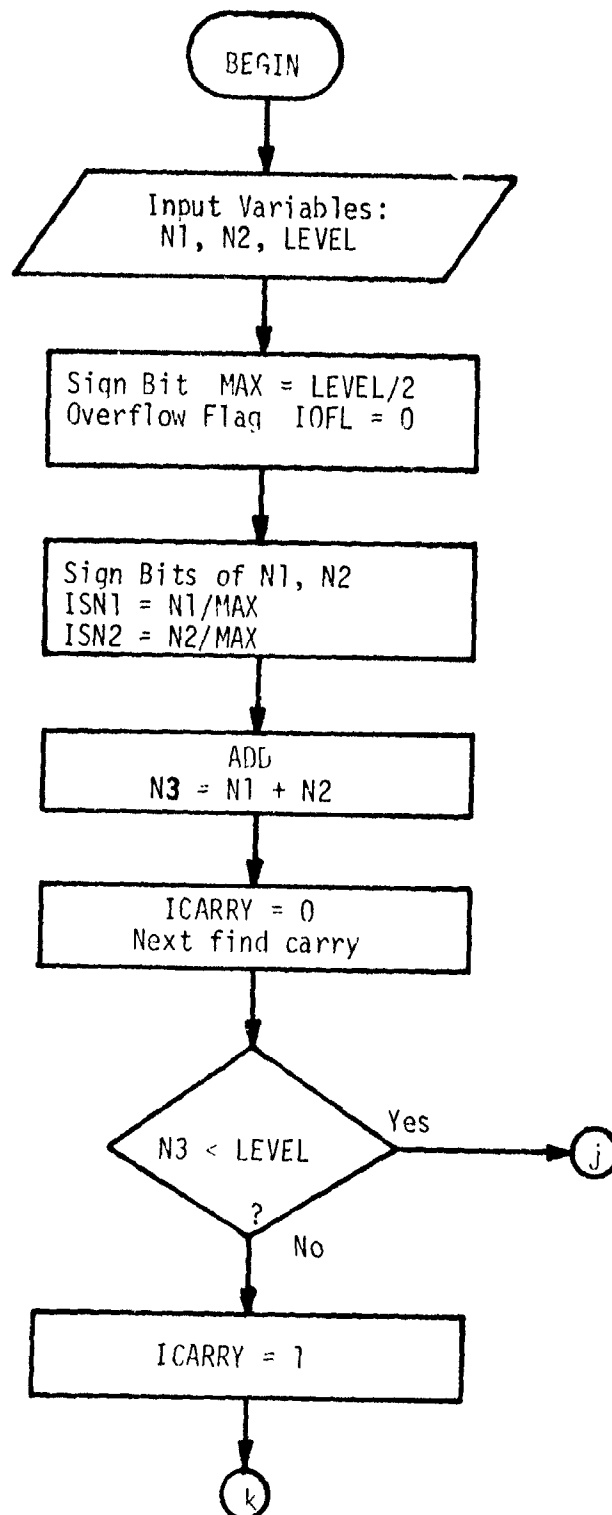 BEGIN
Input Variables:
N1, N2, LEVEL
Sign Bit MAX = LEVEL/2
Overflow Flag IOFL = 0
Sign Bits of N1, N2
ISN1 = N1/MAX
ISN2 = N2/MAX
ADD
N3 = N1 + N2
ICARRY = 0
Next find carry
N3 < LEVEL
?
Yes
j
No
ICARRY = 1
k